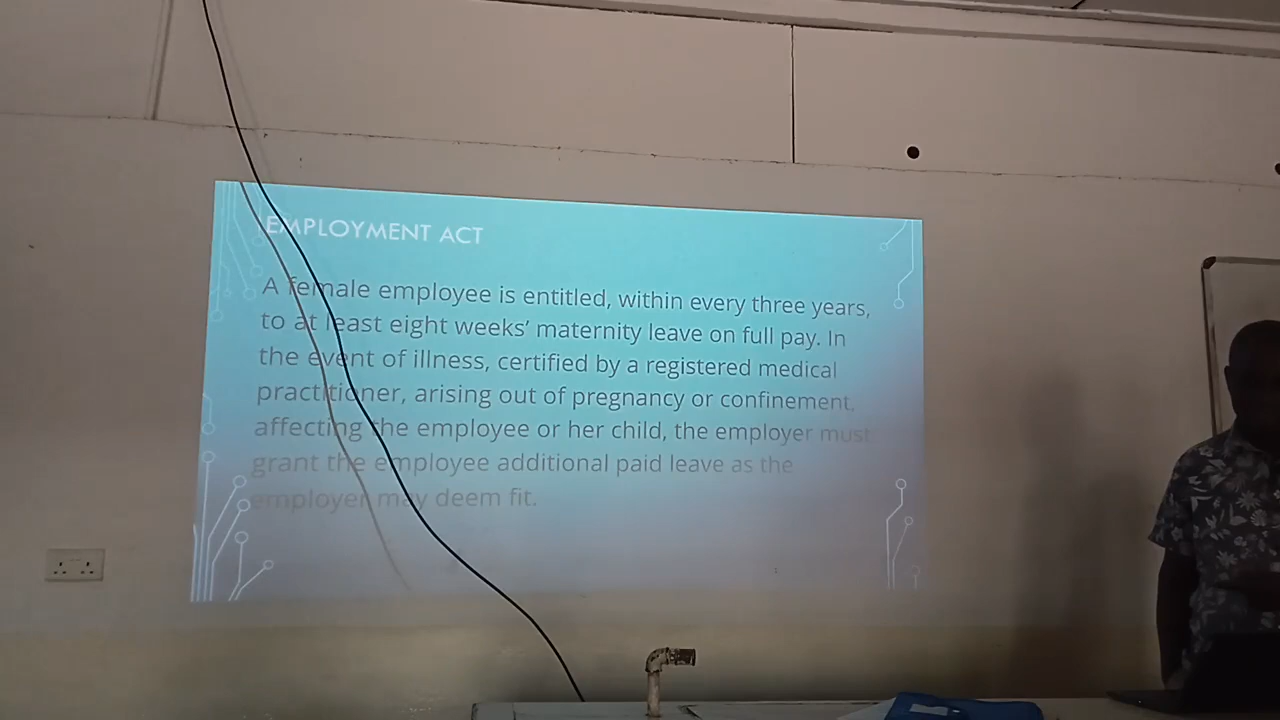 EMPLOYMENT ACT
A female employee is entitled, within every three years,
to at least eight weeks' maternity leave on full pay. In
the event of illness, certified by a registered medical
practitioner, arising out of pregnancy or confinement,
affecting the employee or her child, the employer must
grant the employee additional paid leave as the
employer may deem fit.